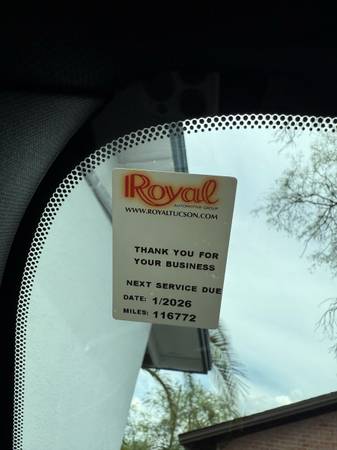 Royal
AUTOMOTIVE GROUP
WWW.ROYALTUCSON.COM
THANK YOU FOR
YOUR BUSINESS
NEXT SERVICE DUE
DATE: 1/2026
MILES: 116772